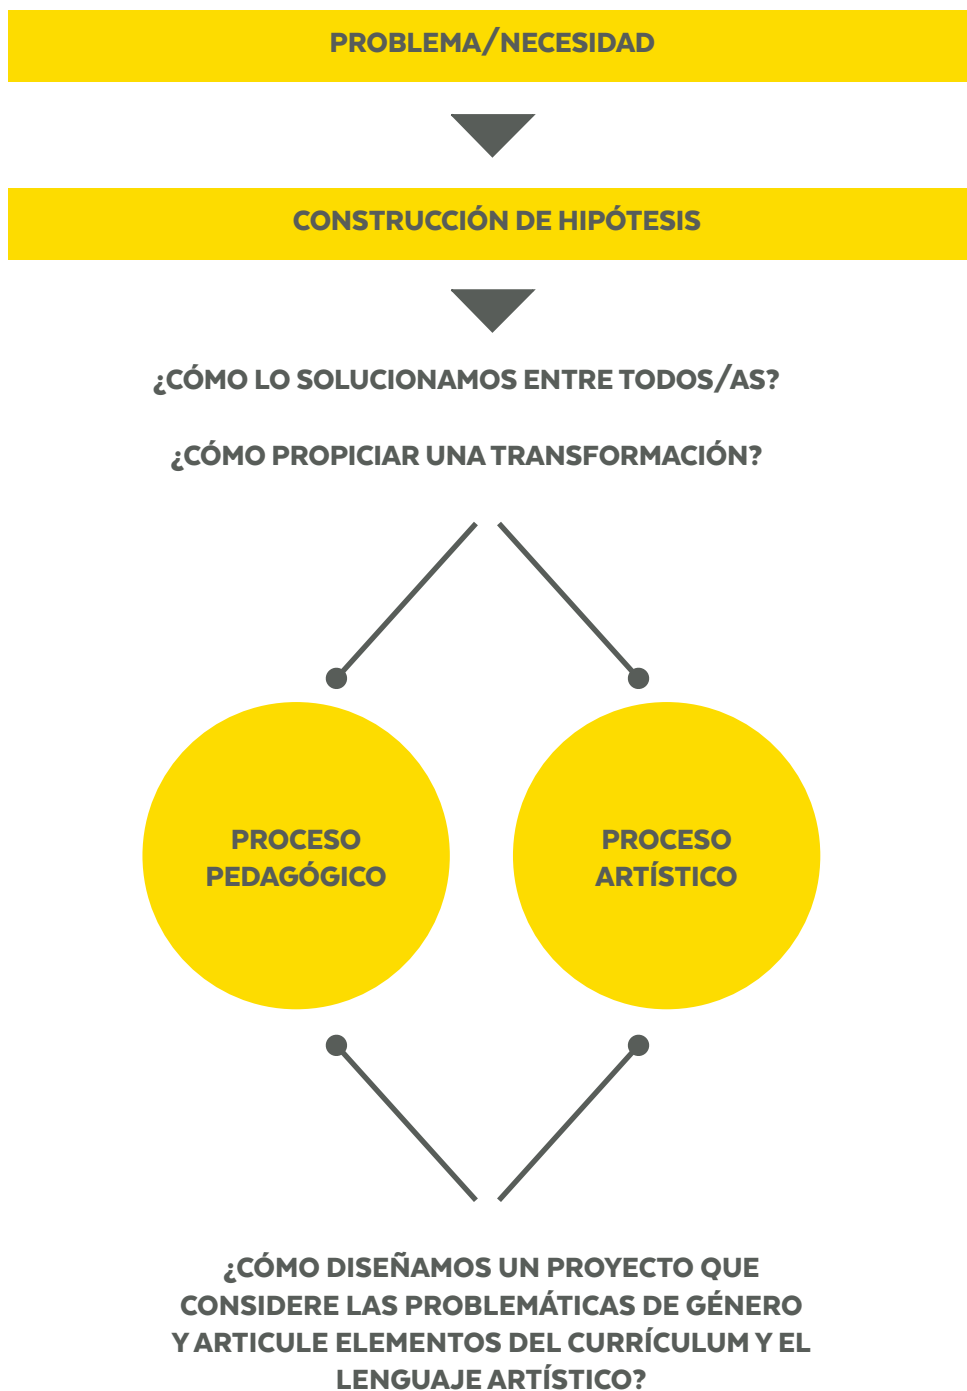 PROBLEMA/NECESIDAD
CONSTRUCCIÓN DE HIPÓTESIS
¿CÓMO LO SOLUCIONAMOS ENTRE TODOS/AS?
¿CÓMO PROPICIAR UNA TRANSFORMACIÓN?
PROCESO
PEDAGÓGICO
PROCESO
ARTÍSTICO
¿CÓMO DISEÑAMOS UN PROYECTO QUE
CONSIDERE LAS PROBLEMÁTICAS DE GÉNERO
Y ARTICULE ELEMENTOS DEL CURRÍCULUM Y EL
LENGUAJE ARTÍSTICO?